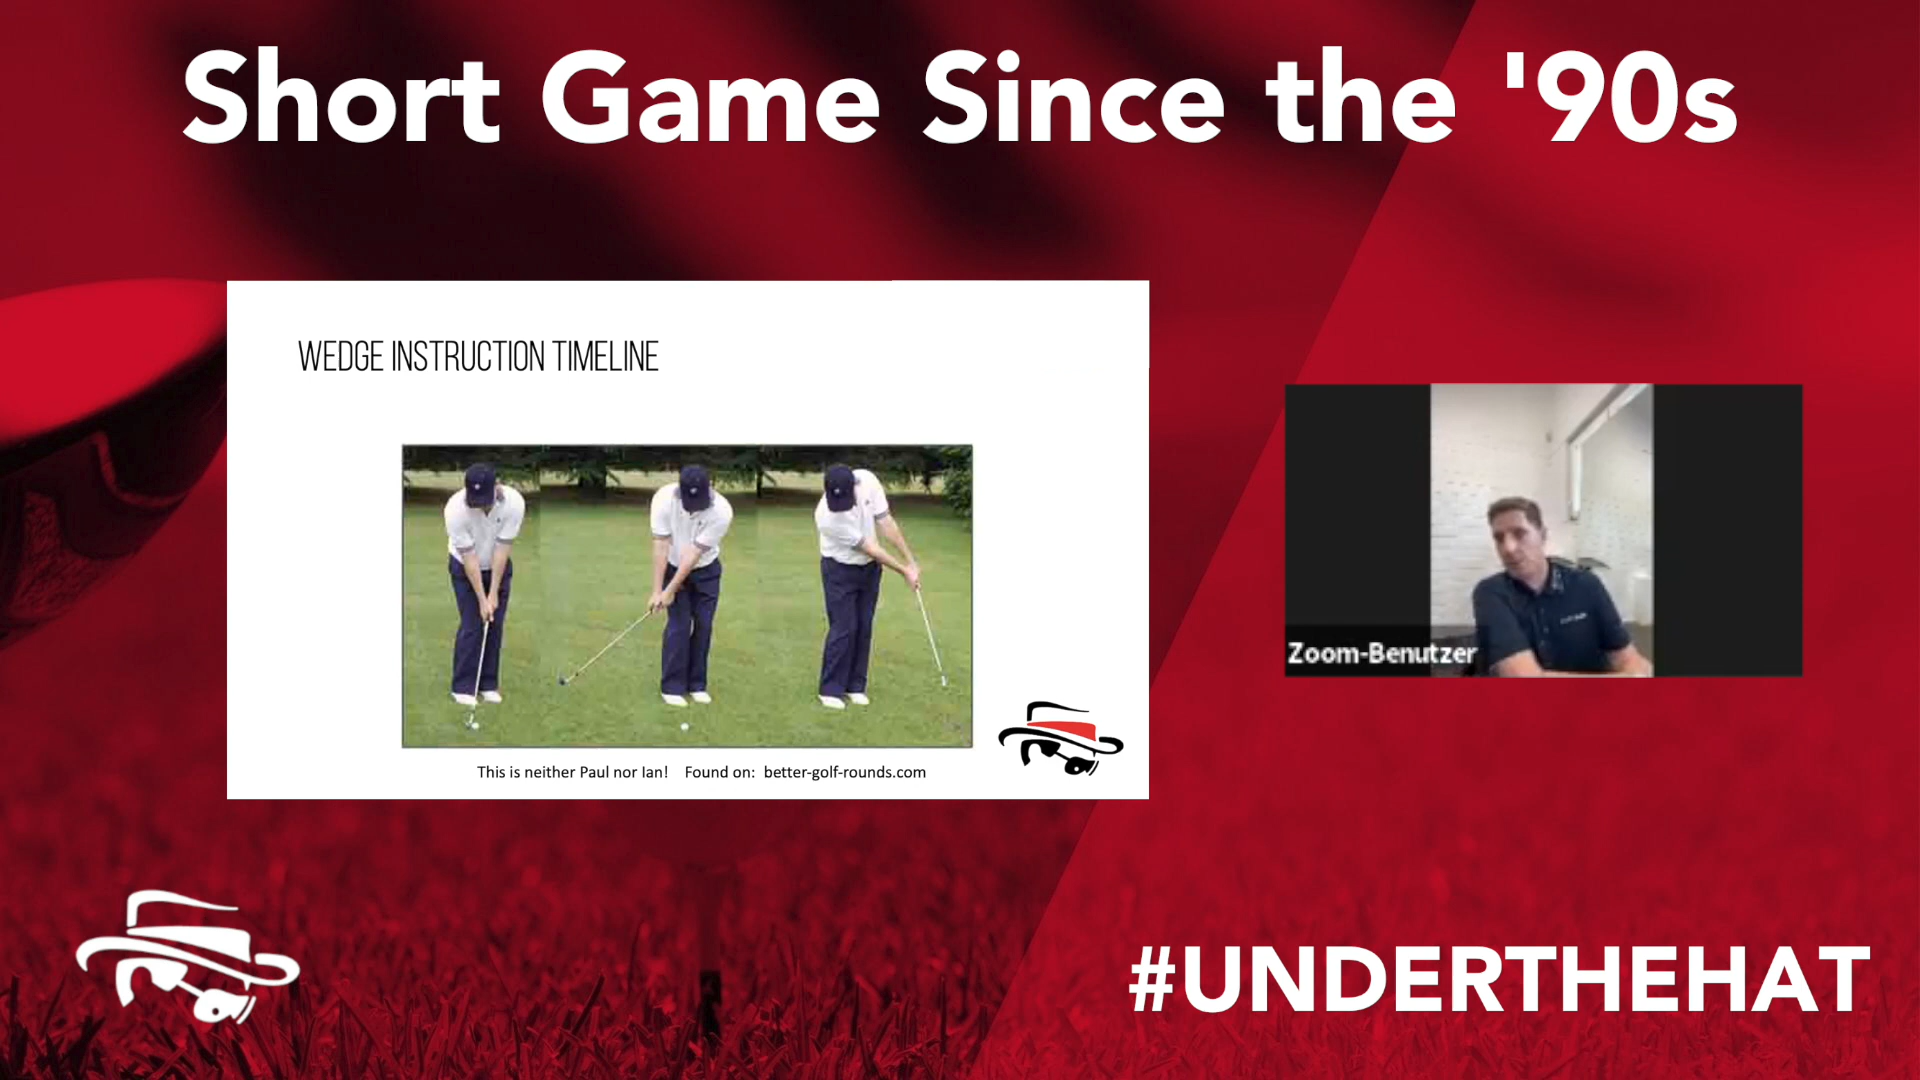 Short Game Since the '90s
WEDGE INSTRUCTION TIMELINE
This is neither Paul nor Ian! Found on: better-golf-rounds.com
Zoom-Benutzer
#UNDERTHEHAT